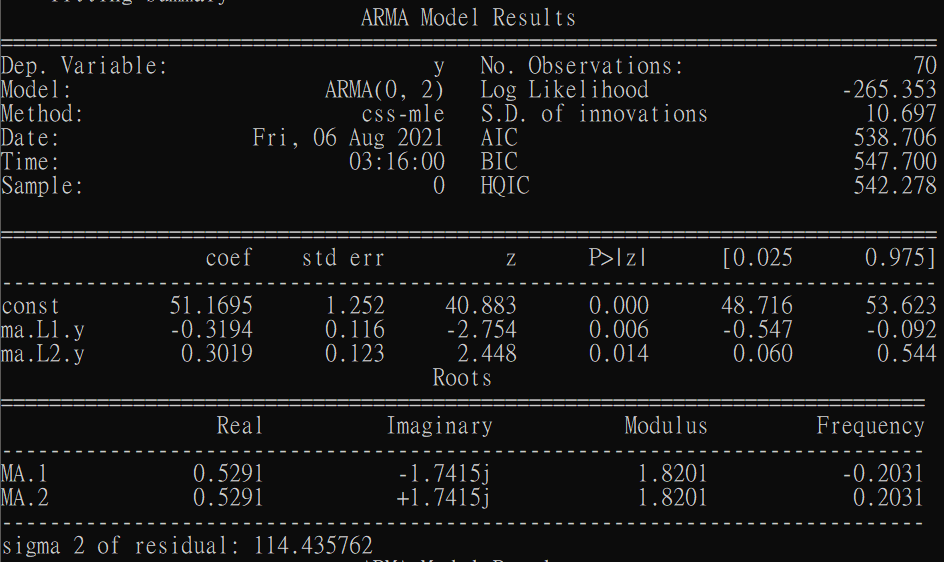 ARMA Model Results
==============================================================================
Dep. Variable: y No. Observations: 70
Model: ARMA(0, 2) Log Likelihood -265.353
Method: css-mle S.D. of innovations 10.697
Date: Fri, 06 Aug 2021 AIC 538.706
Time: 03:16:00 BIC 547.700
Sample: 0 HQIC 542.278
==============================================================================
coef std err z P>|z| [0.025 0.975]
------------------------------------------------------------------------------
const 51.1695 1.252 40.883 0.000 48.716 53.623
ma.L1.y -0.3194 0.116 -2.754 0.006 -0.547 -0.092
ma.L2.y 0.3019 0.123 2.448 0.014 0.060 0.544
Roots
=============================================================================
Real Imaginary Modulus Frequency
-----------------------------------------------------------------------------
MA.1 0.5291 -1.7415j 1.8201 -0.2031
MA.2 0.5291 +1.7415j 1.8201 0.2031
-----------------------------------------------------------------------------
sigma 2 of residual: 114.435762